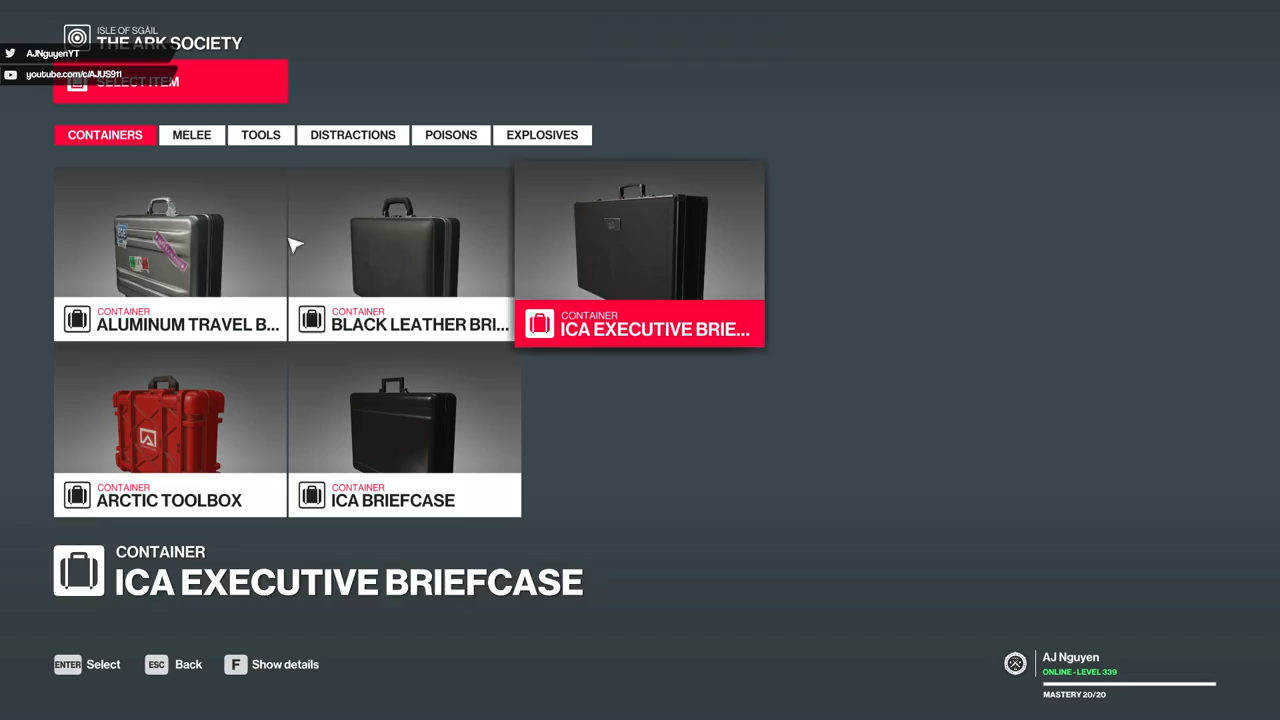 ISLE OF SGÀIL
THE ARK SOCIETY
AJNguyenYT
youtube.com/c/AJUS911
SELECT ITEM
CONTAINERS
MELEE
TOOLS
DISTRACTIONS
POISONS
EXPLOSIVES
CONTAINER
ALUMINUM TRAVEL B...
CONTAINER
BLACK LEATHER BRI...
CONTAINER
ICA EXECUTIVE BRIE...
CONTAINER
ARCTIC TOOLBOX
CONTAINER
ICA BRIEFCASE
CONTAINER
ICA EXECUTIVE BRIEFCASE
ENTER Select
ESC Back
F Show details
AJ Nguyen
ONLINE - LEVEL 339
MASTERY 20/20